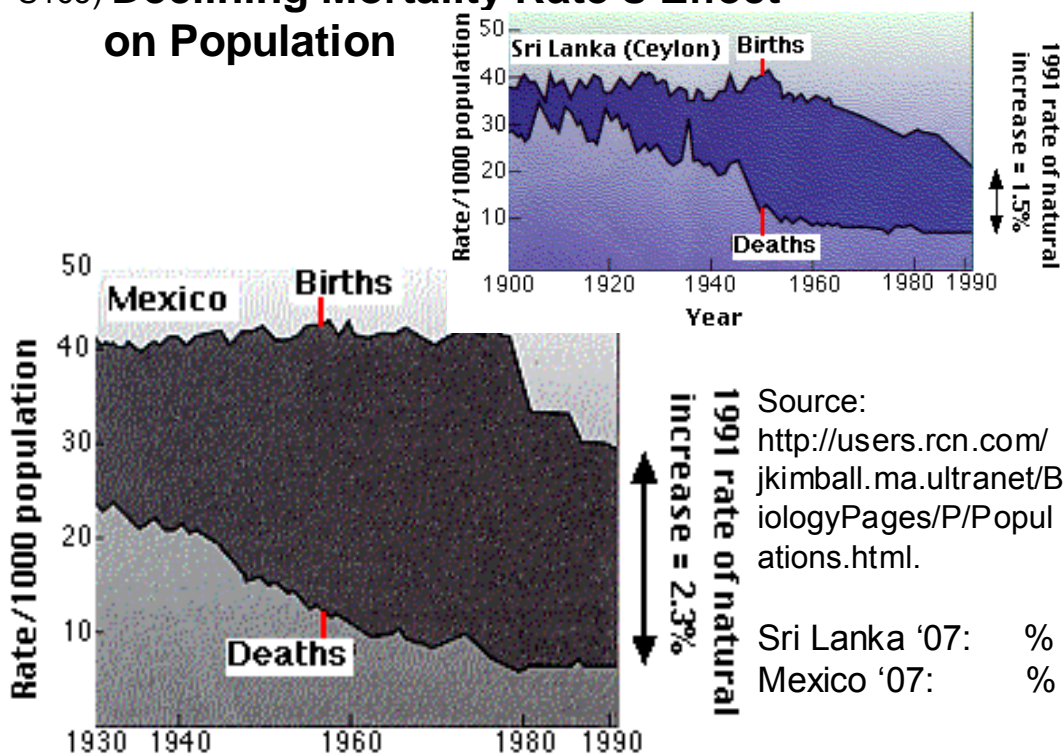 Declining Mortality Rate's Effect
on Population
Rate/1000 population
50
40
30
20
10
Sri Lanka (Ceylon)
Births
Deaths
1900
1920
1940
1960
1980
1990
Year
1991 rate of natural
increase = 1.5%
Rate/1000 population
50
40
30
20
10
Mexico
Births
Deaths
1930
1940
1960
1980
1990
1991 rate of natural
increase = 2.3%
Source:
http://users.rcn.com/
jkimball.ma.ultranet/B
iologyPages/P/Popul
ations.html.
Sri Lanka ‘07: %
Mexico ‘07: %